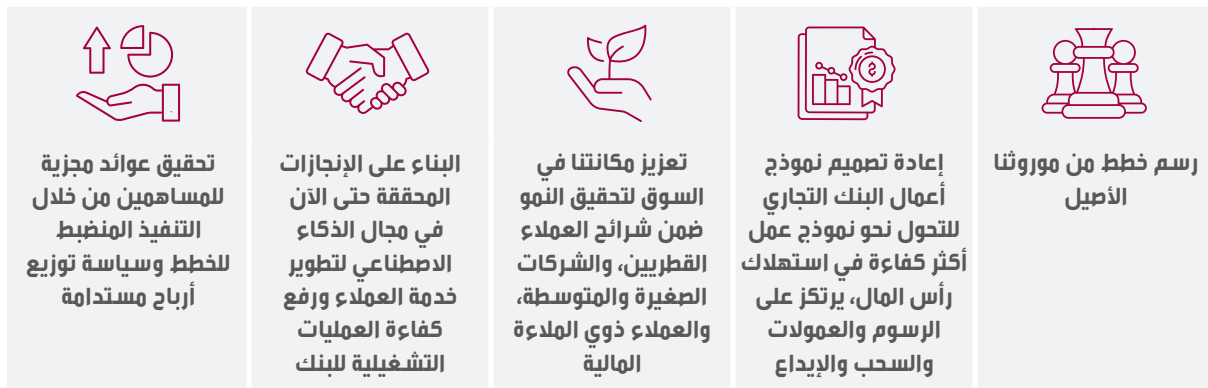 رسم خطط من موروثنا
الأصيل
إعادة تصميم نموذج
أعمال البنك التجاري
للتحول نحو نموذج عمل
أكثر كفاءة في استهلاك
رأس المال، يرتكز على
الرسوم والعمولات
والسحب والإيداع
تعزيز مكانتنا في
السوق لتحقيق النمو
ضمن شرائح العملاء
القطريين، والشركات
الصغيرة والمتوسطة،
والعملاء ذوي الملاءة
المالية
البناء على الإنجازات
المحققة حتى الآن
في مجال الذكاء
الاصطناعي لتطوير
خدمة العملاء ورفع
كفاءة العمليات
التشغيلية للبنك
تحقيق عوائد مجزية
للمساهمين من خلال
التنفيذ المنضبط
للخطط وسياسة توزيع
أرباح مستدامة